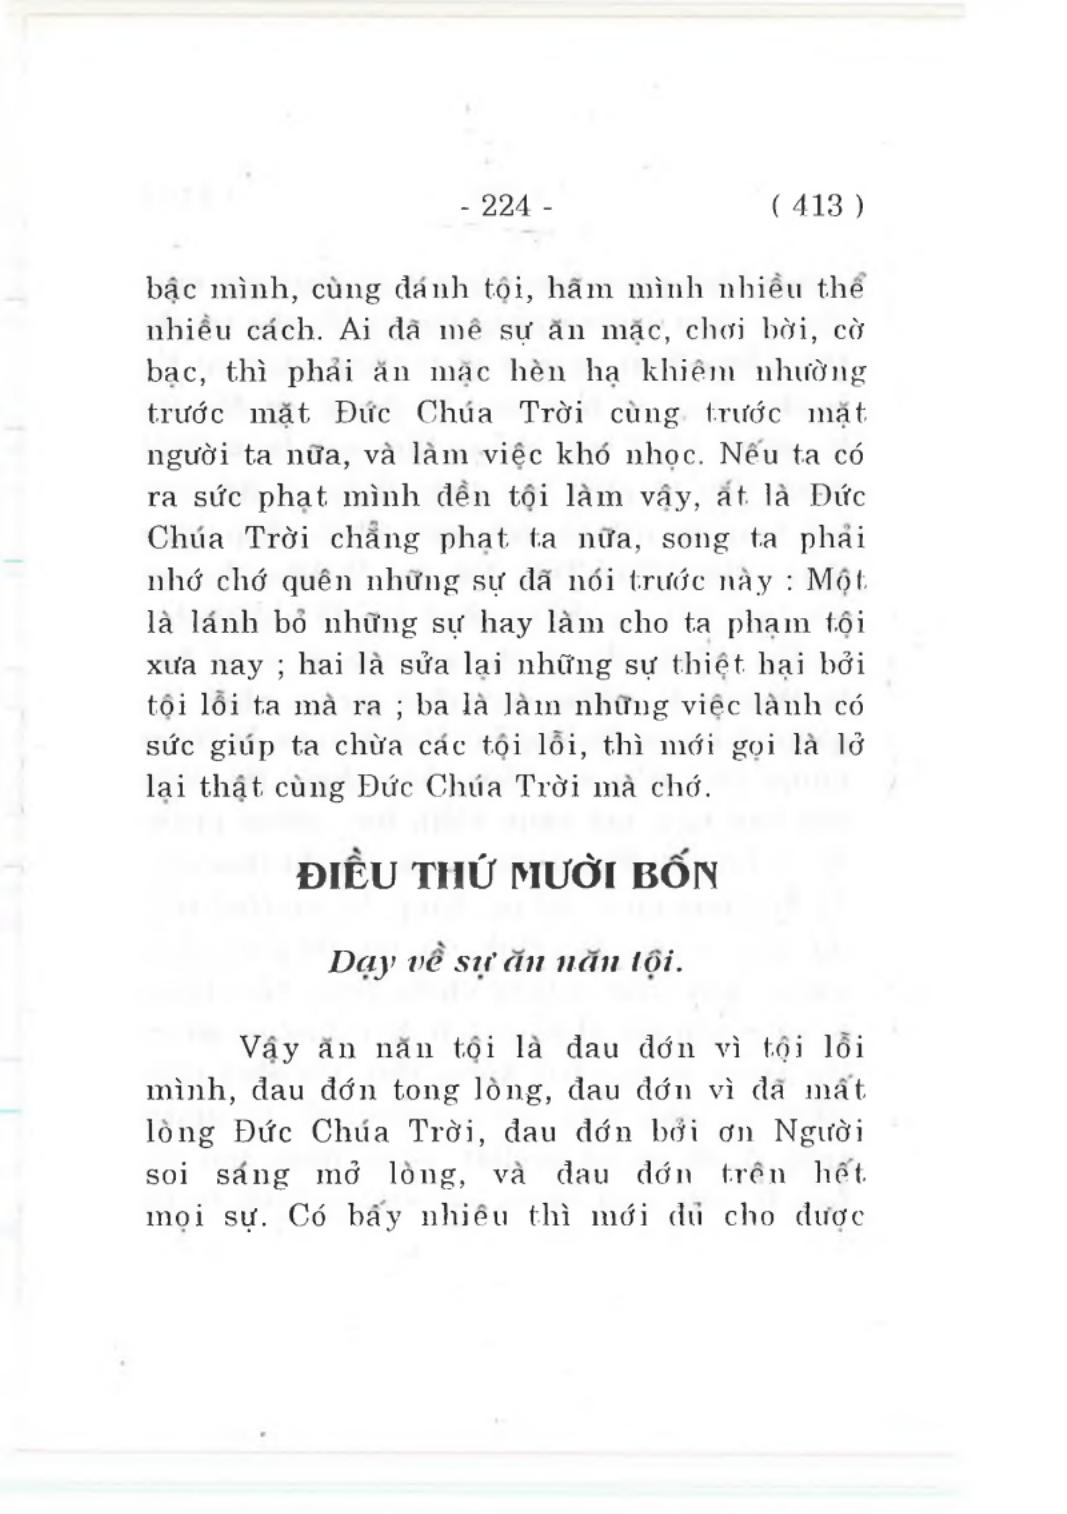 - 224 - ( 413 )
bậc mình, cùng đánh tội, hãm mình nhiều thể
nhiều cách. Ai đã mê sự ăn mặc, chơi bời, cờ
bạc, thì phải ăn mặc hèn hạ khiêm nhường
trước mặt Đức Chúa Trời cùng trước mặt
người ta nữa, và làm việc khó nhọc. Nếu ta có
ra sức phạt mình đền tội làm vậy, ắt là Đức
Chúa Trời chẳng phạt ta nữa, song ta phải
nhớ chớ quên những sự đã nói trước này : Một
là lánh bỏ những sự hay làm cho ta phạm tội
xưa nay ; hai là sửa lại những sự thiệt hại bởi
tội lỗi ta mà ra ; ba là làm những việc lành có
sức giúp ta chừa các tội lỗi, thì mới gọi là lở
lại thật cùng Đức Chúa Trời mà chớ.
ĐIỀU THỨ MƯỜI BỐN
Dạy về sự ăn năn tội.
Vậy ăn năn tội là đau đớn vì tội lỗi
mình, đau đớn tong lòng, đau đớn vì đã mất
lòng Đức Chúa Trời, đau đớn bởi ơn Người
soi sáng mở lòng, và đau đớn trên hết
mọi sự. Có bấy nhiêu thì mới đủ cho được